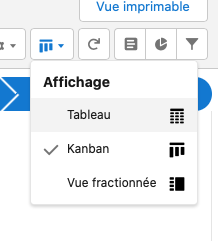 Vue imprimable
Affichage
Tableau
Kanban
Vue fractionnée